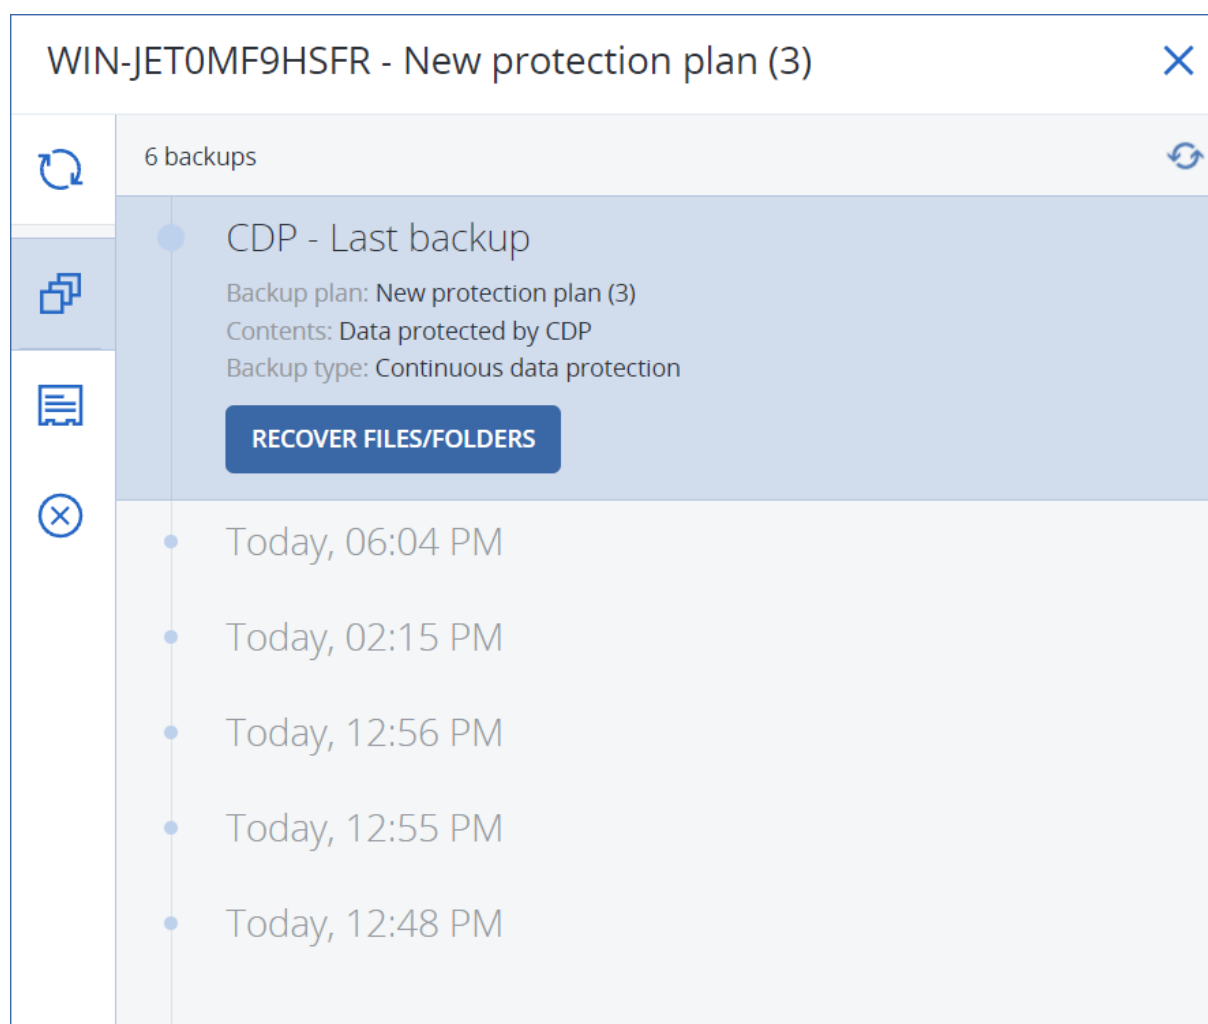 WIN-JET0MF9HSFR - New protection plan (3)
6 backups
CDP - Last backup
Backup plan: New protection plan (3)
Contents: Data protected by CDP
Backup type: Continuous data protection
RECOVER FILES/FOLDERS
Today, 06:04 PM
Today, 02:15 PM
Today, 12:56 PM
Today, 12:55 PM
Today, 12:48 PM